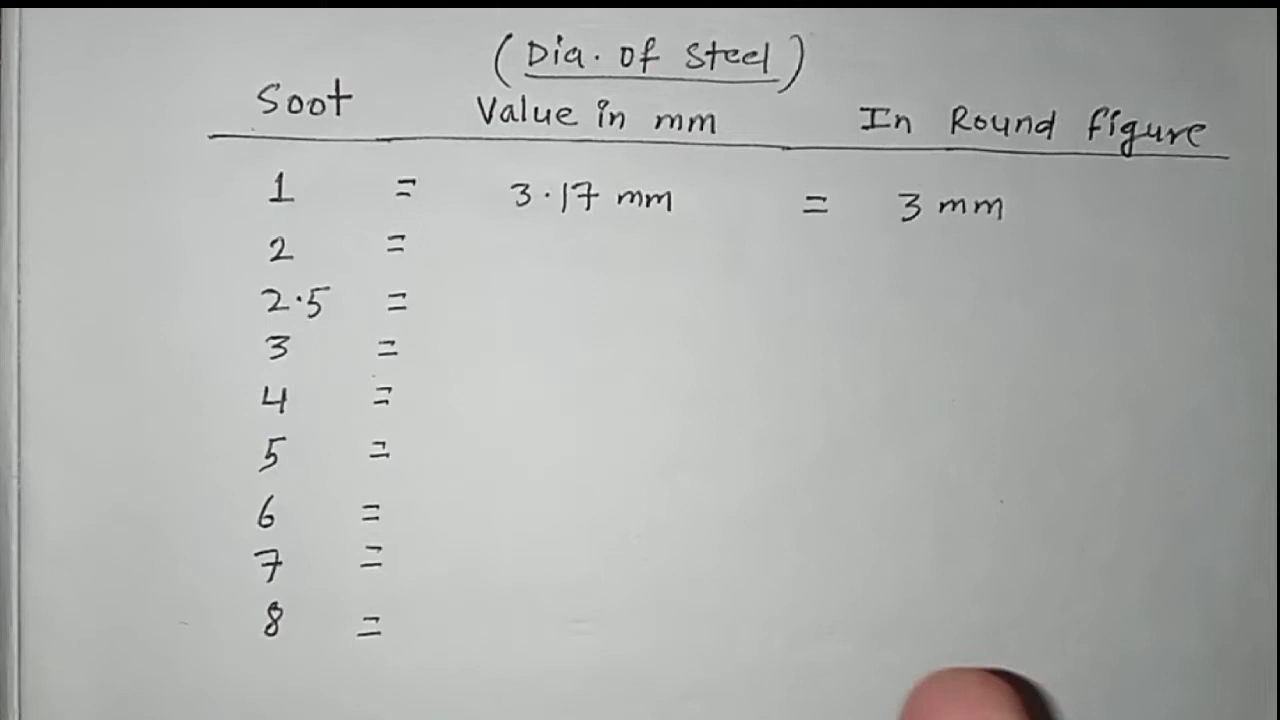 (Dia. of Steel)
Soot Value in mm In Round figure
1 = 3.17 mm = 3 mm
2 =
2.5 =
3 =
4 =
5 =
6 =
7 =
8 =